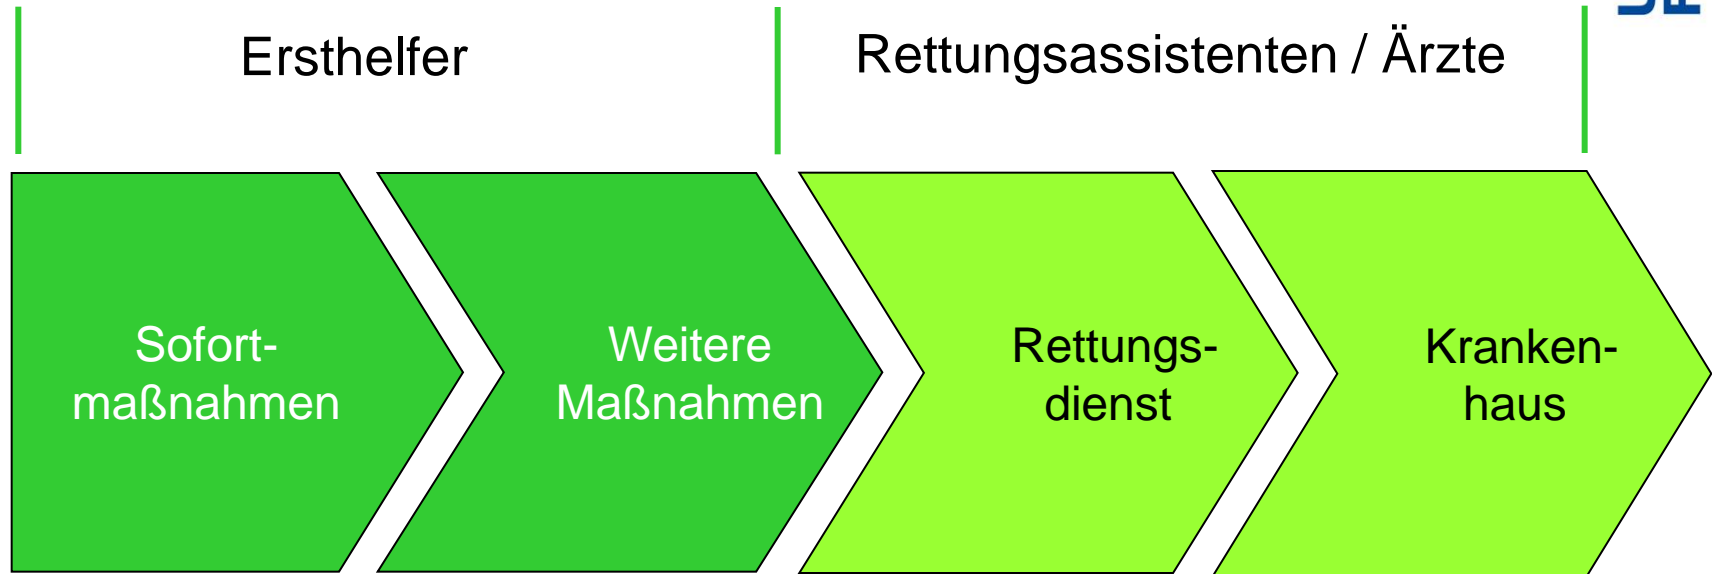 Ersthelfer
Rettungsassistenten / Ärzte
Sofort-
maßnahmen
Weitere
Maßnahmen
Rettungs-
dienst
Kranken-
haus